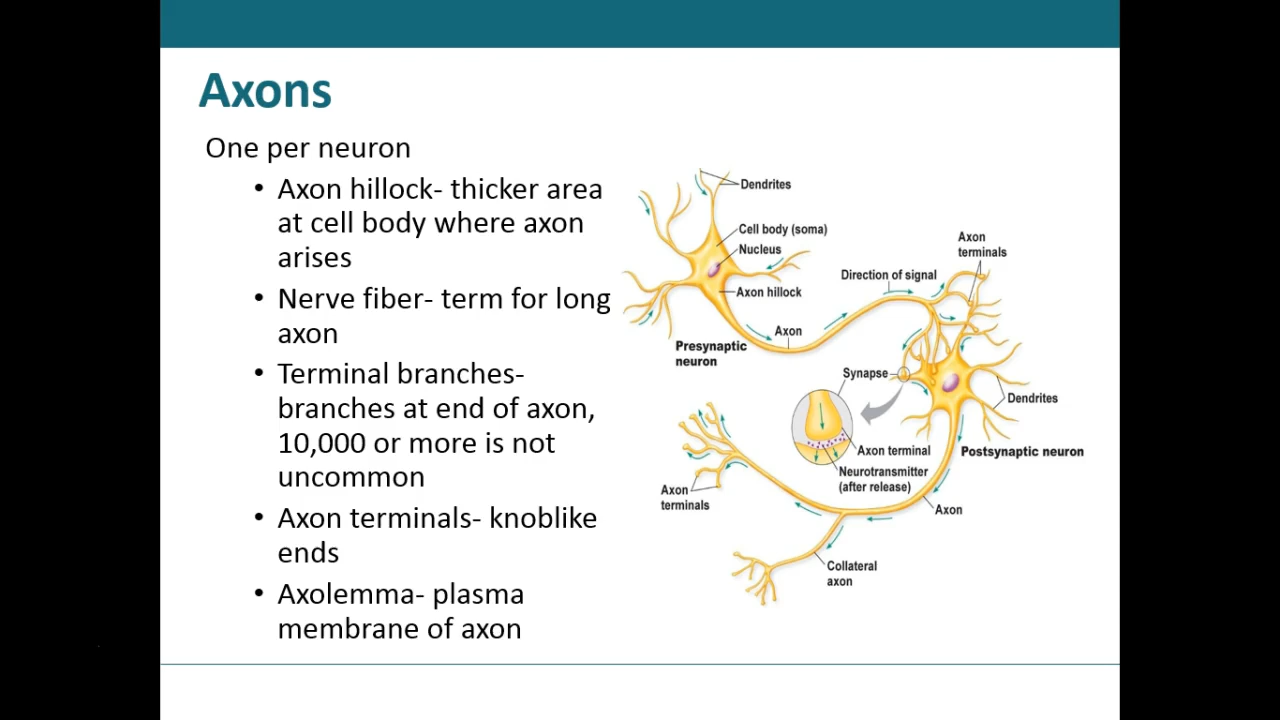 Axons
One per neuron
• Axon hillock- thicker area
at cell body where axon
arises
• Nerve fiber- term for long
axon
• Terminal branches-
branches at end of axon,
10,000 or more is not
uncommon
• Axon terminals- knoblike
ends
• Axolemma- plasma
membrane of axon
Dendrites
Cell body (soma)
Nucleus
Axon hillock
Axon
terminals
Direction of signal
Axon
Presynaptic
neuron
Synapse
Dendrites
Axon terminal
Postsynaptic neuron
Neurotransmitter
(after release)
Axon
terminals
Axon
Collateral
axon